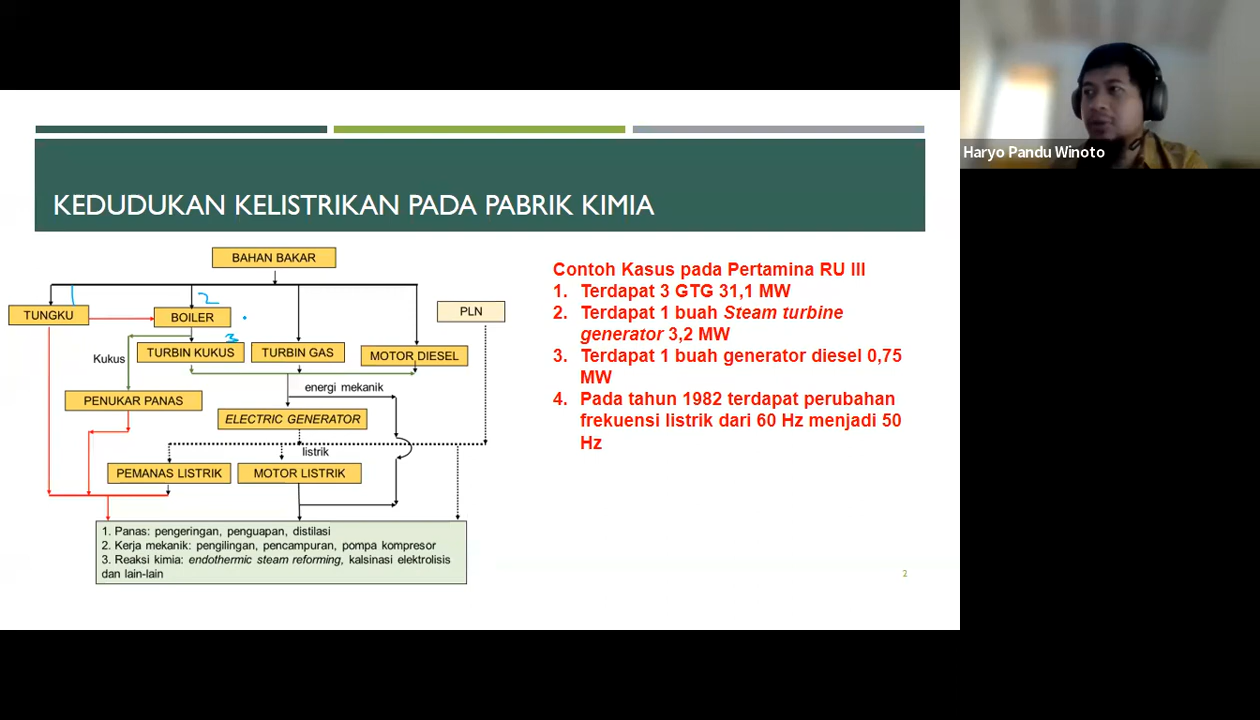 Haryo Pandu Winoto
KEDUDUKAN KELISTRIKAN PADA PABRIK KIMIA
BAHAN BAKAR
TUNGKU
2
BOILER
PLN
3
Kukus
TURBIN KUKUS
TURBIN GAS
MOTOR DIESEL
energi mekanik
PENUKAR PANAS
ELECTRIC GENERATOR
listrik
PEMANAS LISTRIK
MOTOR LISTRIK
1. Panas: pengeringan, penguapan, distilasi
2. Kerja mekanik: pengilingan, pencampuran, pompa kompresor
3. Reaksi kimia: endothermic steam reforming, kalsinasi elektrolisis
dan lain-lain
Contoh Kasus pada Pertamina RU III
1. Terdapat 3 GTG 31,1 MW
2. Terdapat 1 buah Steam turbine
generator 3,2 MW
3. Terdapat 1 buah generator diesel 0,75
MW
4. Pada tahun 1982 terdapat perubahan
frekuensi listrik dari 60 Hz menjadi 50
Hz
2